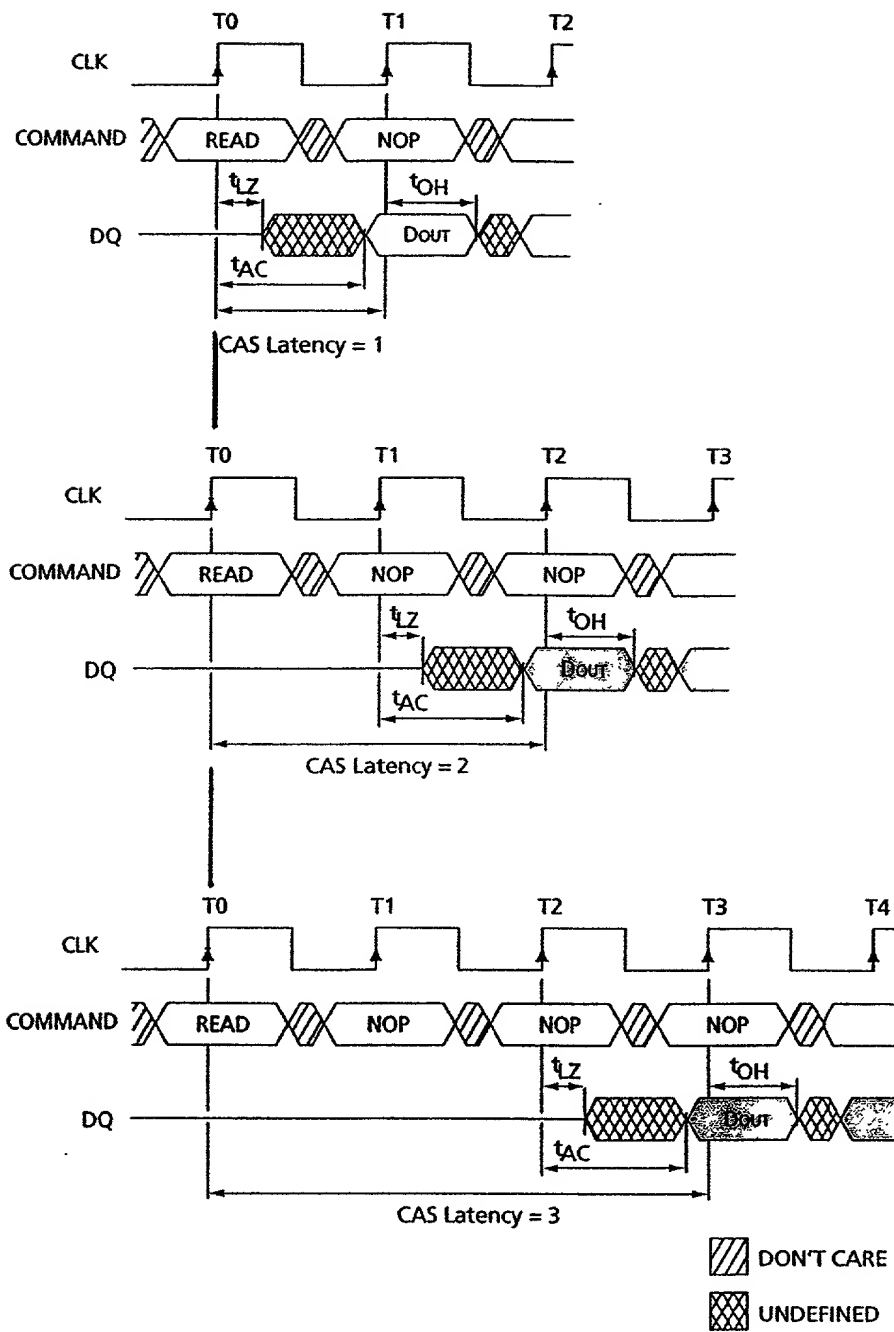 T0 T1 T2
CLK
COMMAND READ NOP
tLZ tOH
DQ DOUT
tAC
CAS Latency = 1
T0 T1 T2 T3
CLK
COMMAND READ NOP NOP
tLZ tOH
DQ DOUT
tAC
CAS Latency = 2
T0 T1 T2 T3 T4
CLK
COMMAND READ NOP NOP NOP
tLZ tOH
DQ DOUT
tAC
CAS Latency = 3
DON'T CARE
UNDEFINED